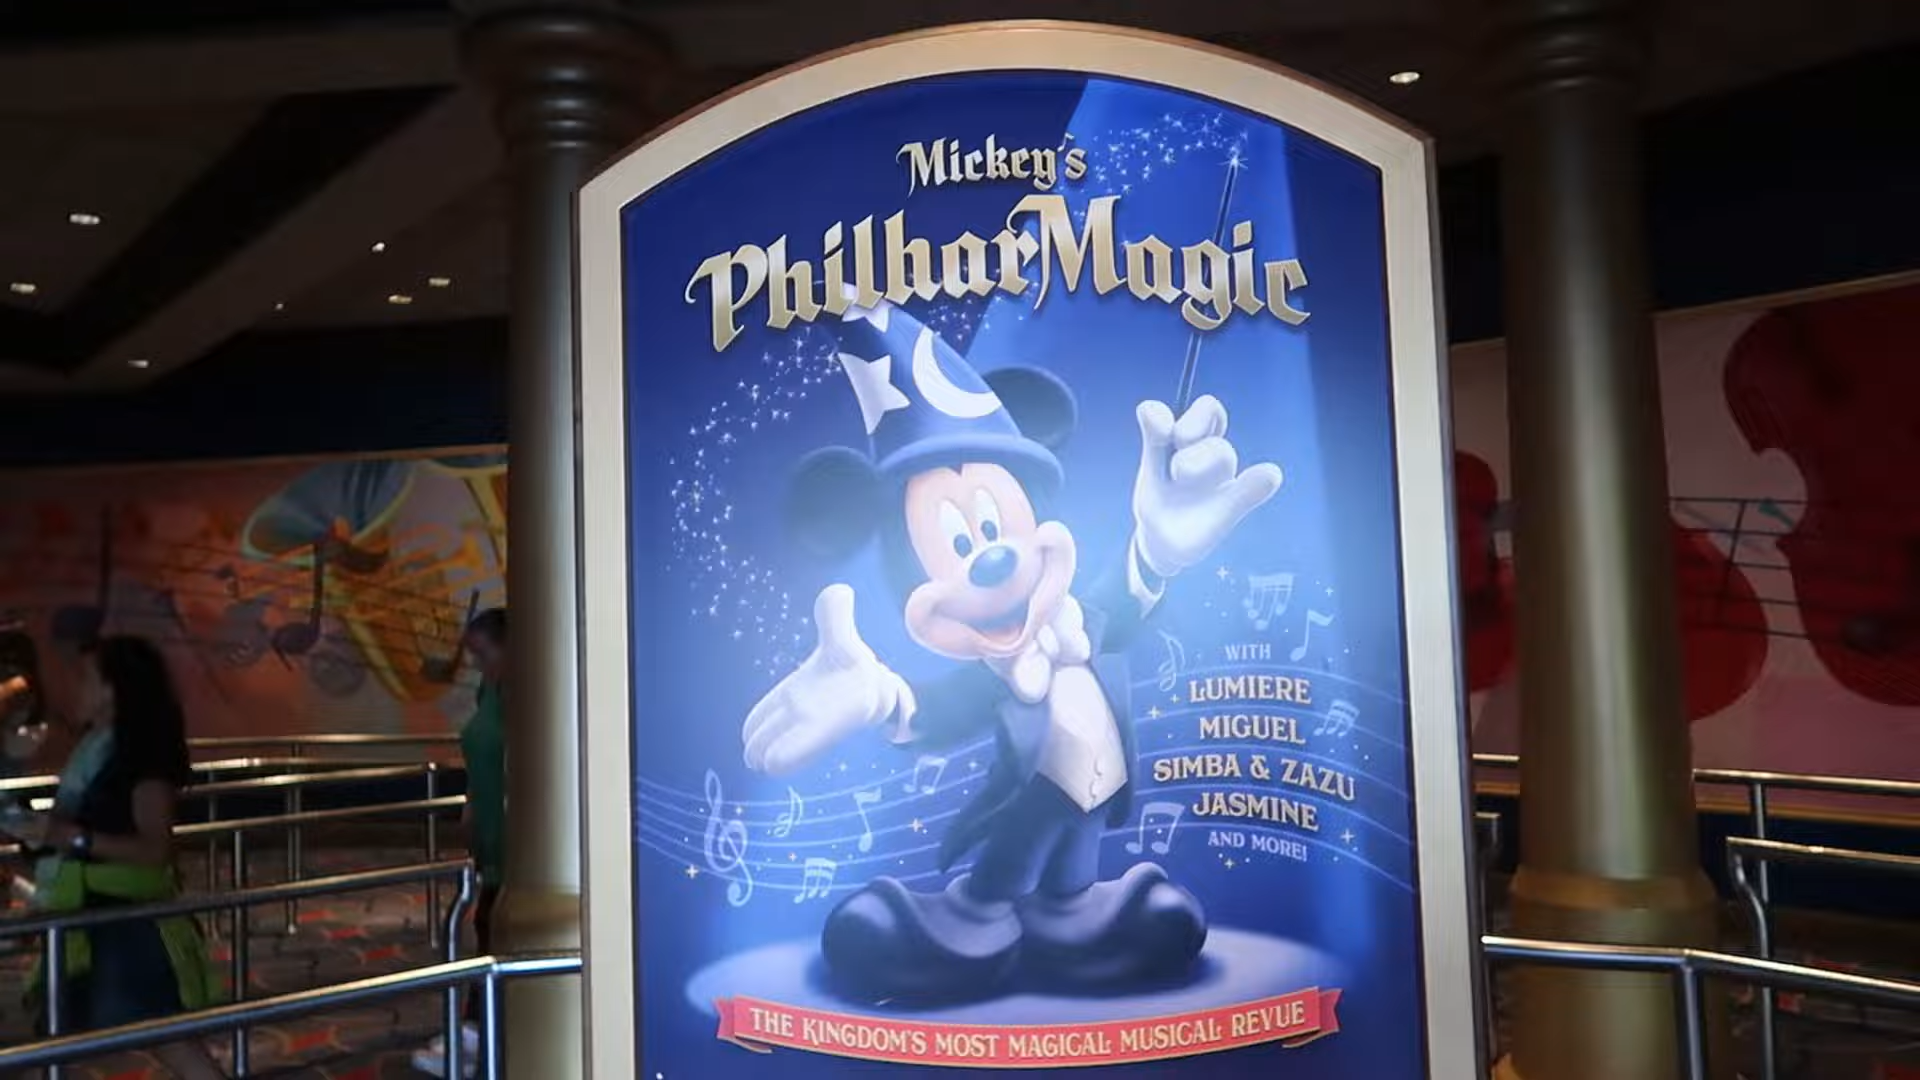 Mickey's
PhilharMagic
WITH
LUMIERE
MIGUEL
SIMBA & ZAZU
JASMINE
AND MORE!
THE KINGDOM'S MOST MAGICAL MUSICAL REVUE